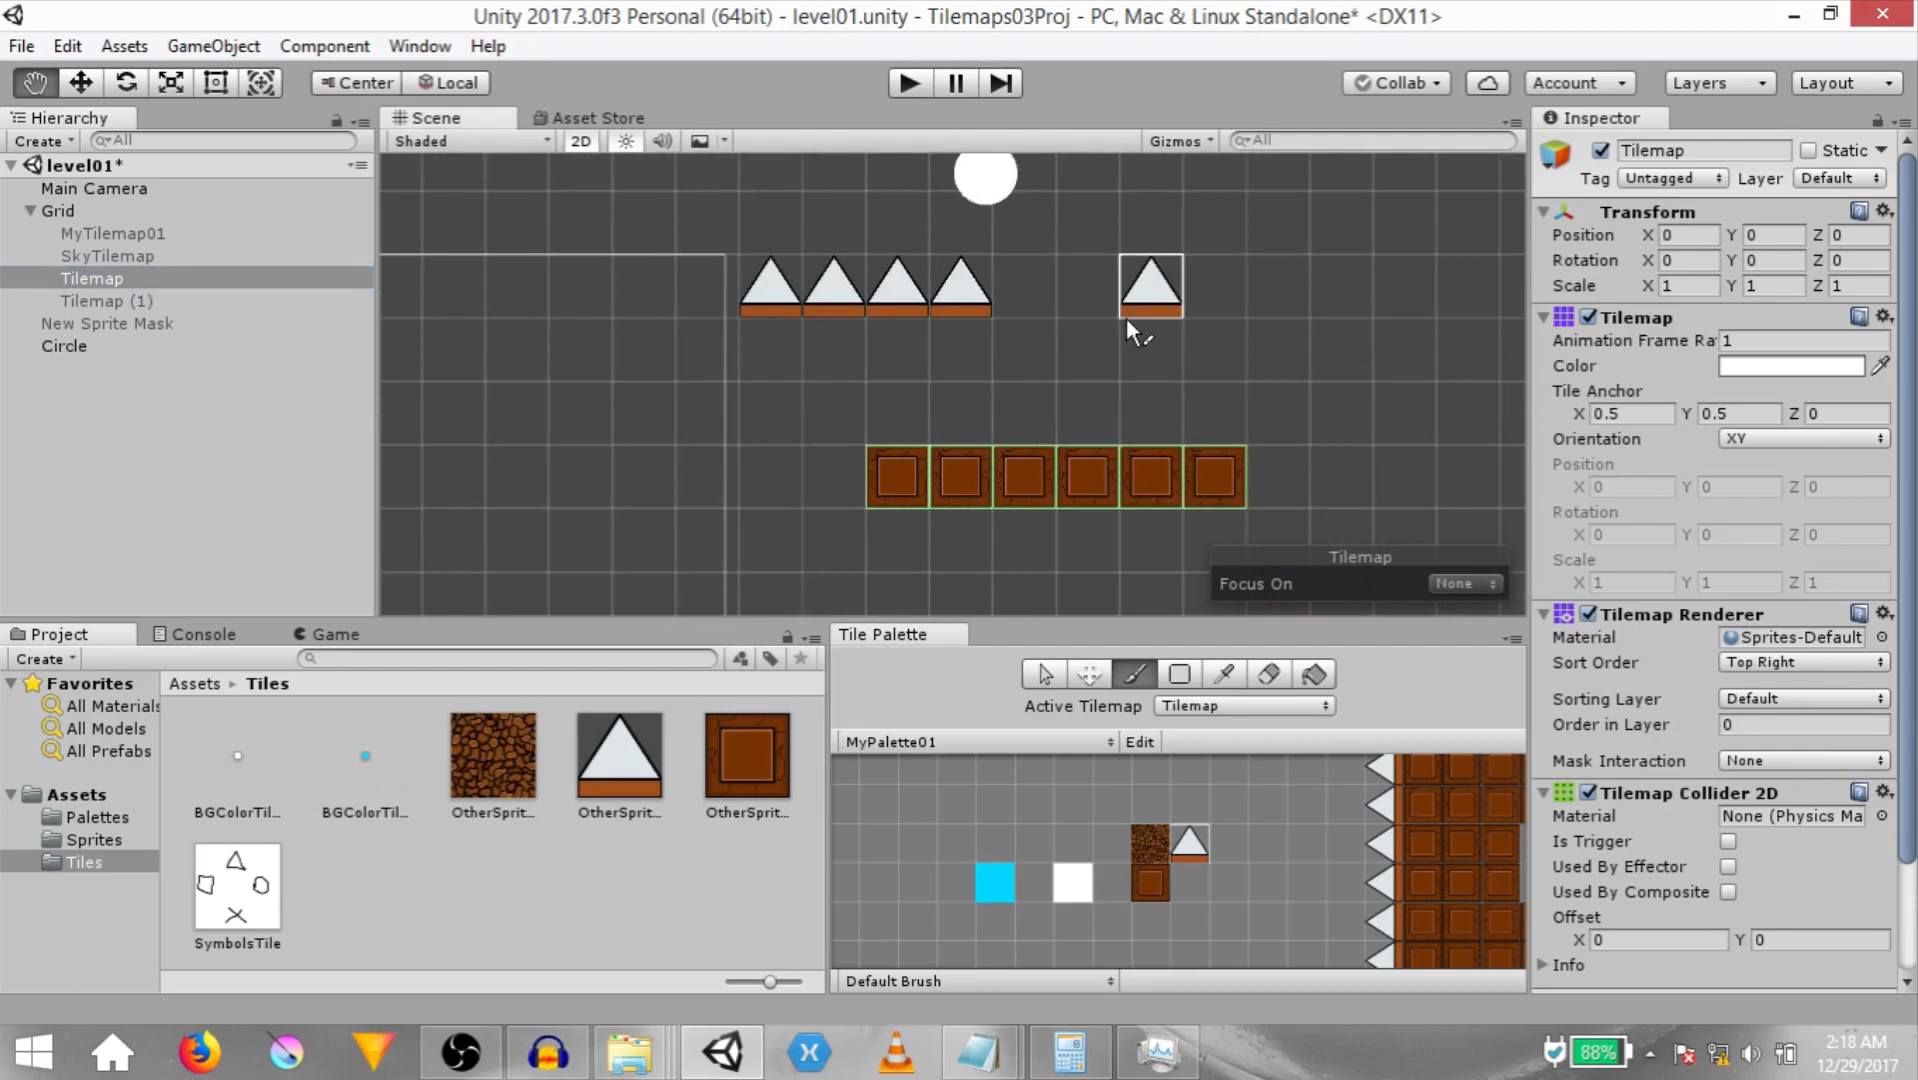 Unity 2017.3.0f3 Personal (64bit) - level01.unity - Tilemaps03Proj - PC, Mac & Linux Standalone* <DX11>
File Edit Assets GameObject Component Window Help
Center Local Collab Account Layers Layout
Hierarchy
Create All
level01*
Main Camera
Grid
MyTilemap01
SkyTilemap
Tilemap
Tilemap (1)
New Sprite Mask
Circle
Scene Asset Store
Shaded 2D Gizmos All
Tilemap
Focus On None
Inspector
Tilemap Static
Tag Untagged Layer Default
Transform
Position X 0 Y 0 Z 0
Rotation X 0 Y 0 Z 0
Scale X 1 Y 1 Z 1
Tilemap
Animation Frame Ra 1
Color
Tile Anchor
X 0.5 Y 0.5 Z 0
Orientation XY
Position
X 0 Y 0 Z 0
Rotation
X 0 Y 0 Z 0
Scale
X 1 Y 1 Z 1
Tilemap Renderer
Material Sprites-Default
Sort Order Top Right
Sorting Layer Default
Order in Layer 0
Mask Interaction None
Tilemap Collider 2D
Material None (Physics Ma
Is Trigger
Used By Effector
Used By Composite
Offset
X 0 Y 0
Info
Project Console Game
Create
Favorites
All Materials
All Models
All Prefabs
Assets
Palettes
Sprites
Tiles
Assets Tiles
BGColorTil... BGColorTil... OtherSprit... OtherSprit... OtherSprit...
SymbolsTile
Tile Palette
Active Tilemap Tilemap
MyPalette01 Edit
Default Brush
88%
2:18 AM
12/29/2017